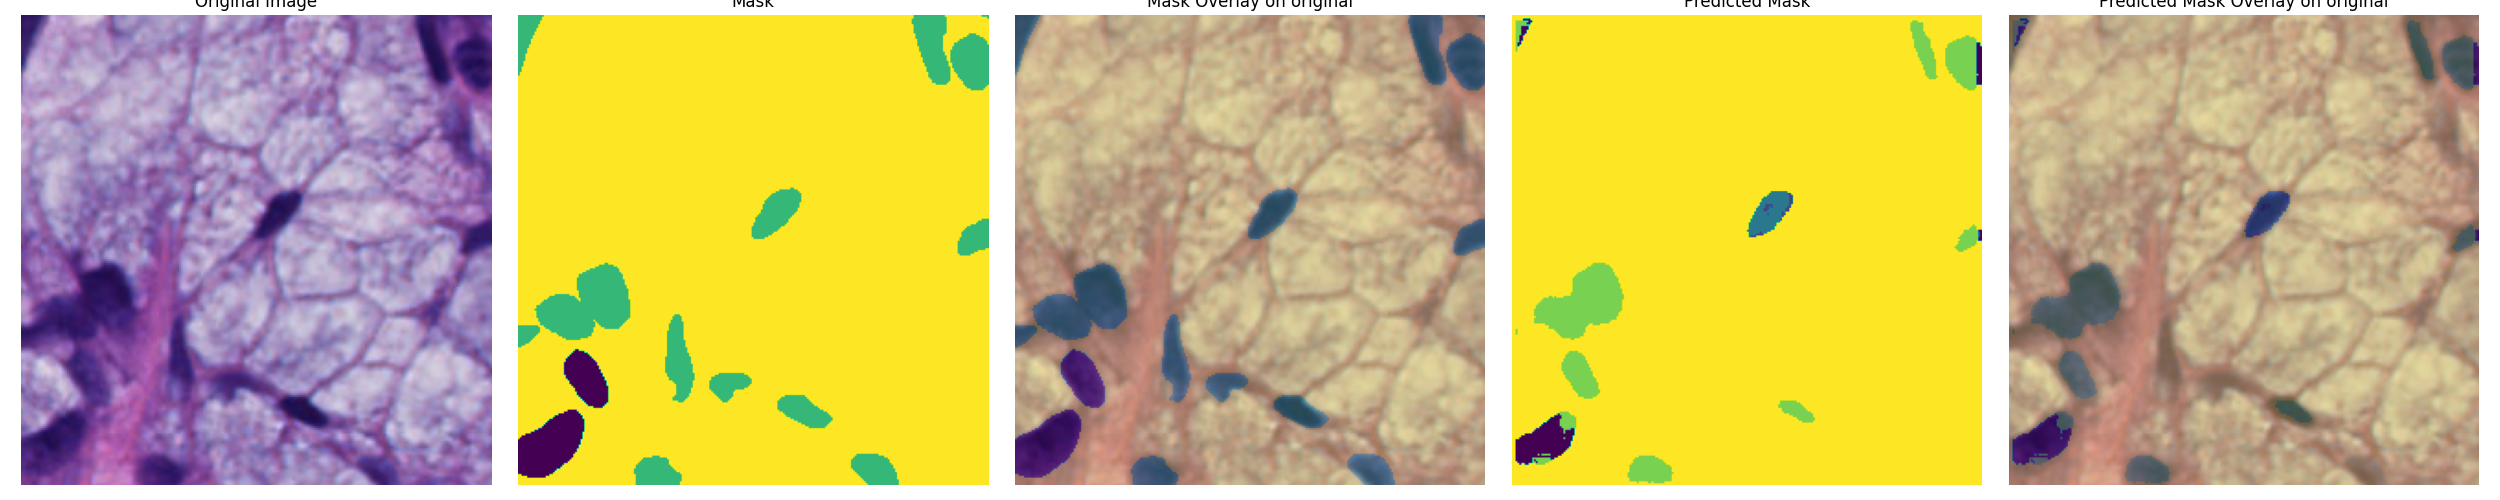 Original Image
Mask
Mask Overlay on original
Predicted Mask
Predicted Mask Overlay on original